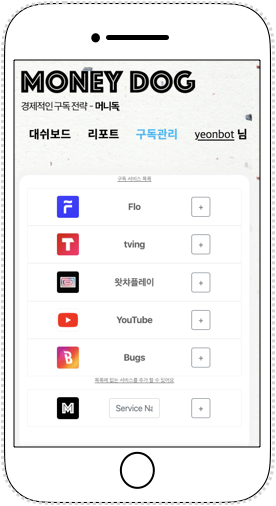 MONEY DOG
경제적인 구독 전략 - 머니독
대쉬보드 리포트 구독관리 yeonbot 님
구독 서비스 목록
Flo +
T tving +
왓챠플레이 +
YouTube +
B Bugs +
목록에 없는 서비스를 추가 할 수 있어요
M Service Na +